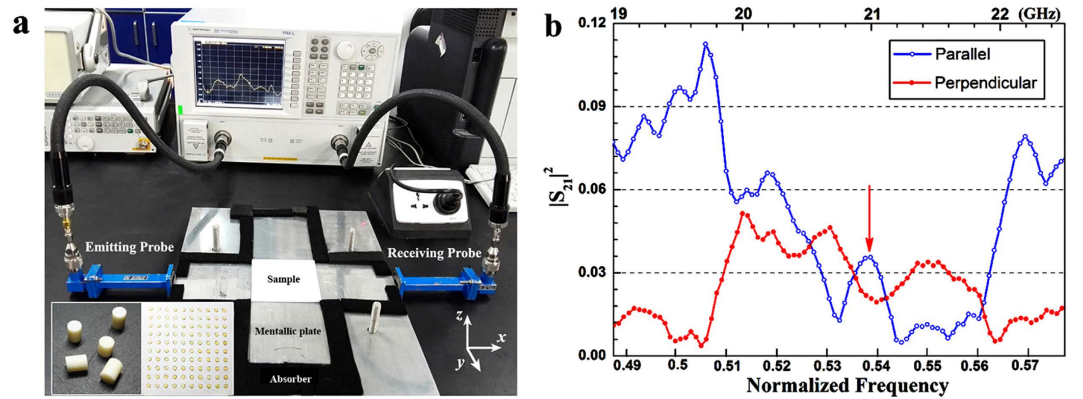 a
PNA-L
Emitting Probe
Receiving Probe
Sample
Mentallic plate
Absorber
z
x
y
b
19 20 21 22 (GHz)
0.12
0.09
0.06
0.03
0.00
|S21|²
Parallel
Perpendicular
0.49 0.5 0.51 0.52 0.53 0.54 0.55 0.56 0.57
Normalized Frequency